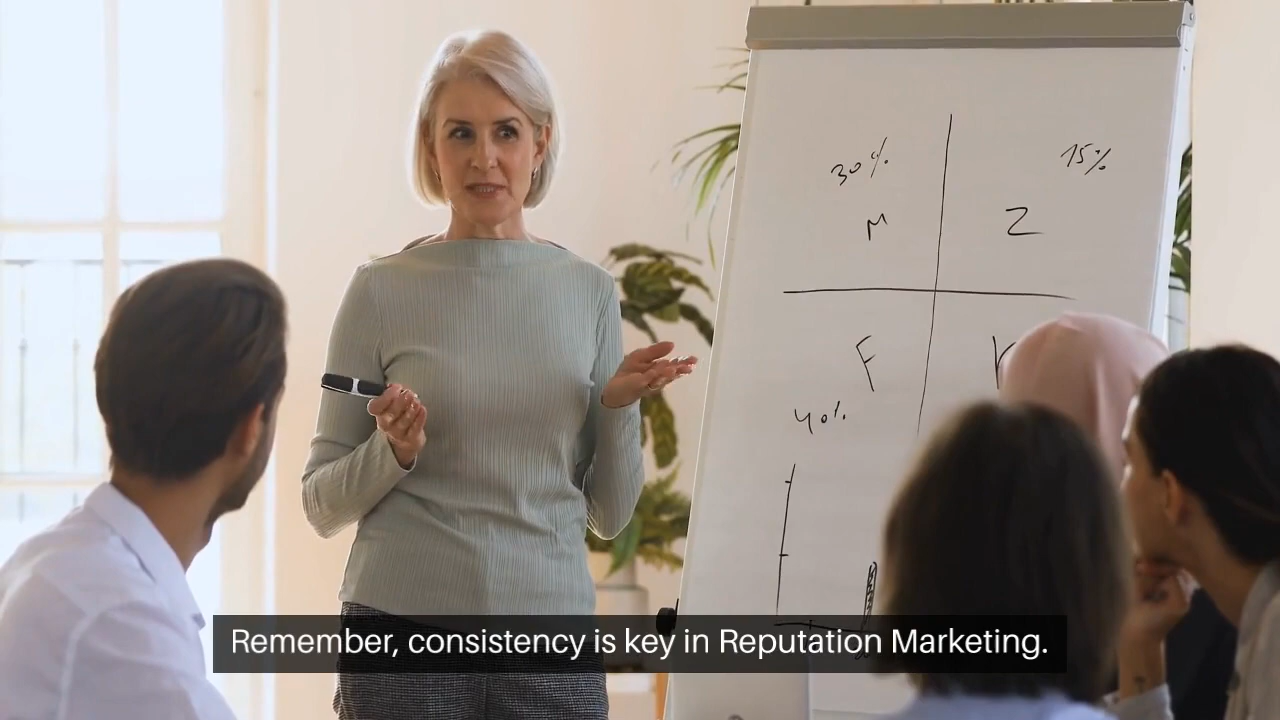 30% 15%
M Z
F
40%
Remember, consistency is key in Reputation Marketing.